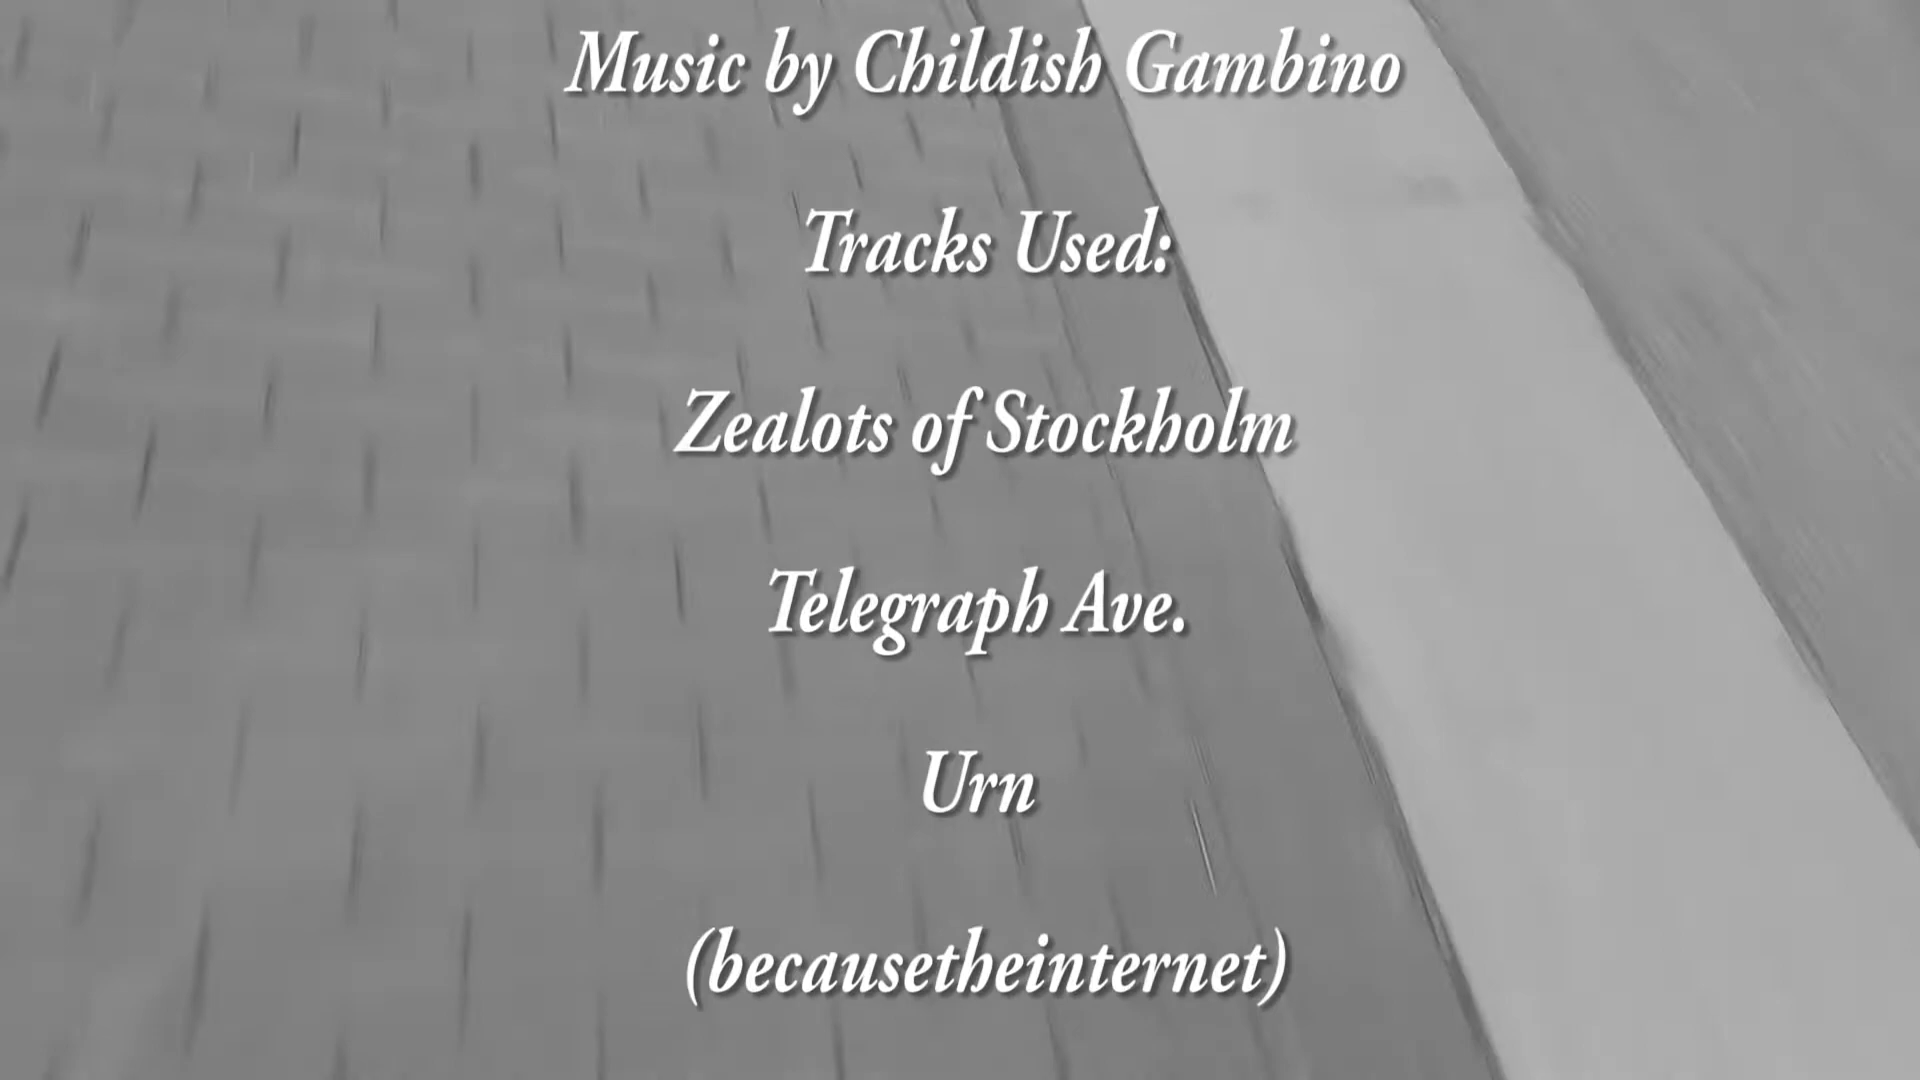 Music by Childish Gambino
Tracks Used:
Zealots of Stockholm
Telegraph Ave.
Urn
(becausetheinternet)